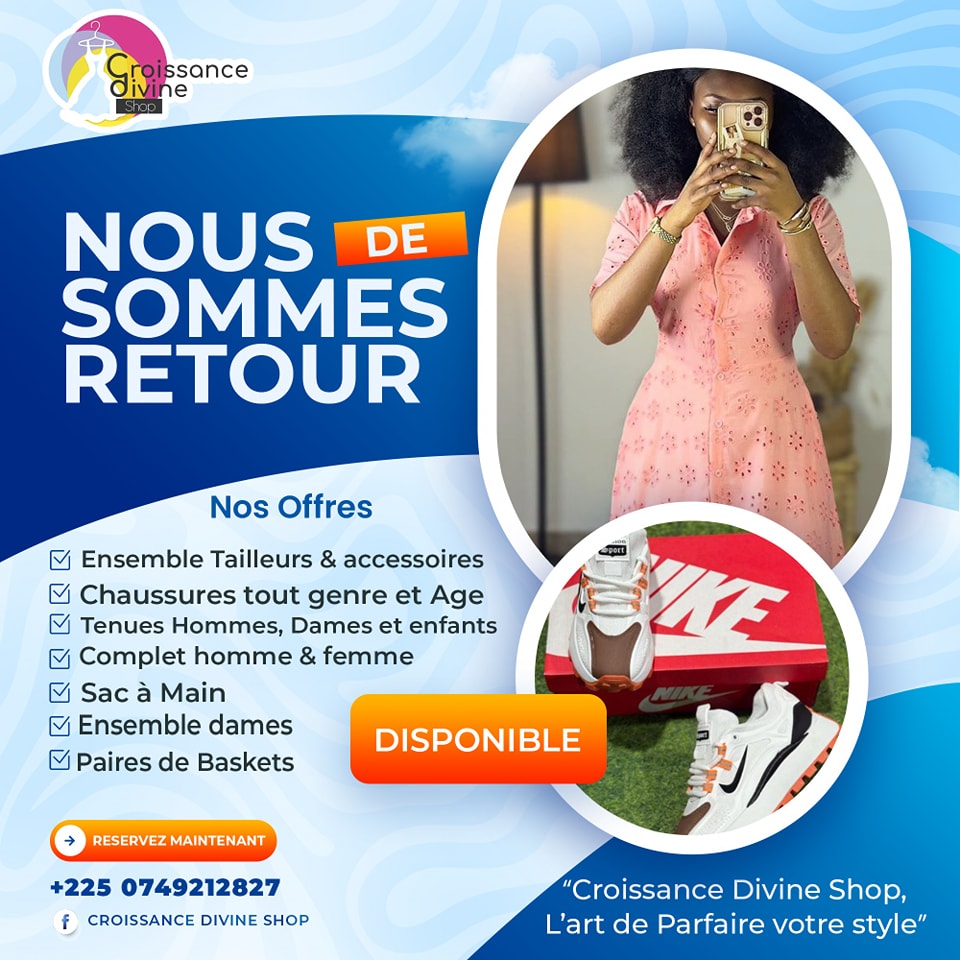 Croissance
divine
Shop
NOUS DE
SOMMES
RETOUR
Nos Offres
Ensemble Tailleurs & accessoires
Chaussures tout genre et Age
Tenues Hommes, Dames et enfants
Complet homme & femme
Sac à Main
Ensemble dames
Paires de Baskets
port
NIKE
NIKE
port
DISPONIBLE
RESERVEZ MAINTENANT
+225 0749212827
f CROISSANCE DIVINE SHOP
“Croissance Divine Shop,
L’art de Parfaire votre style”